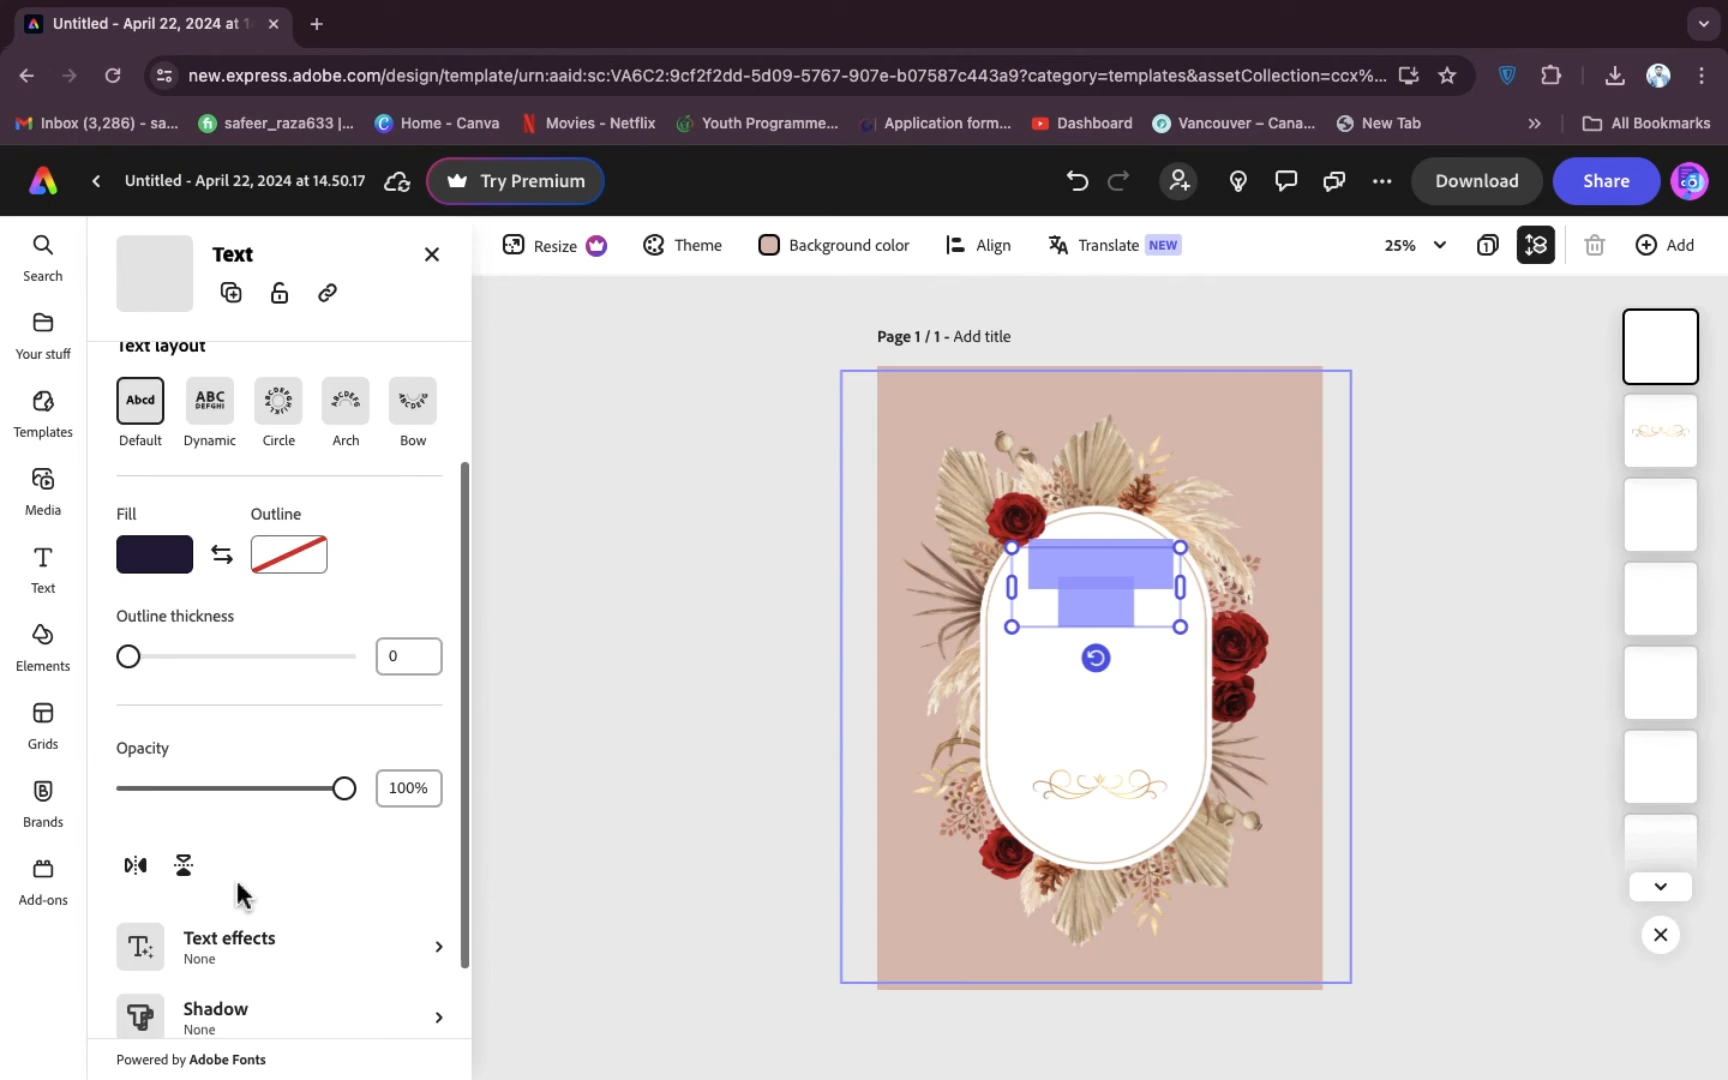 Untitled - April 22, 2024 at 1
new.express.adobe.com/design/template/urn:aaid:sc:VA6C2:9cf2f2dd-5d09-5767-907e-b07587c443a9?category=templates&assetCollection=ccx%...
Inbox (3,286) - sa...
safeer_raza633 |...
Home - Canva
Movies - Netflix
Youth Programme...
Application form...
Dashboard
Vancouver – Cana...
New Tab
All Bookmarks
Untitled - April 22, 2024 at 14.50.17
Try Premium
Download
Share
Search
Your stuff
Templates
Media
Text
Elements
Grids
Brands
Add-ons
Text
Text layout
Abcd
ABC
DEFGHI
Default
Dynamic
Circle
Arch
Bow
Fill
Outline
Outline thickness
0
Opacity
100%
Text effects
None
Shadow
None
Powered by Adobe Fonts
Resize
Theme
Background color
Align
Translate NEW
25%
1
Add
Page 1 / 1 - Add title